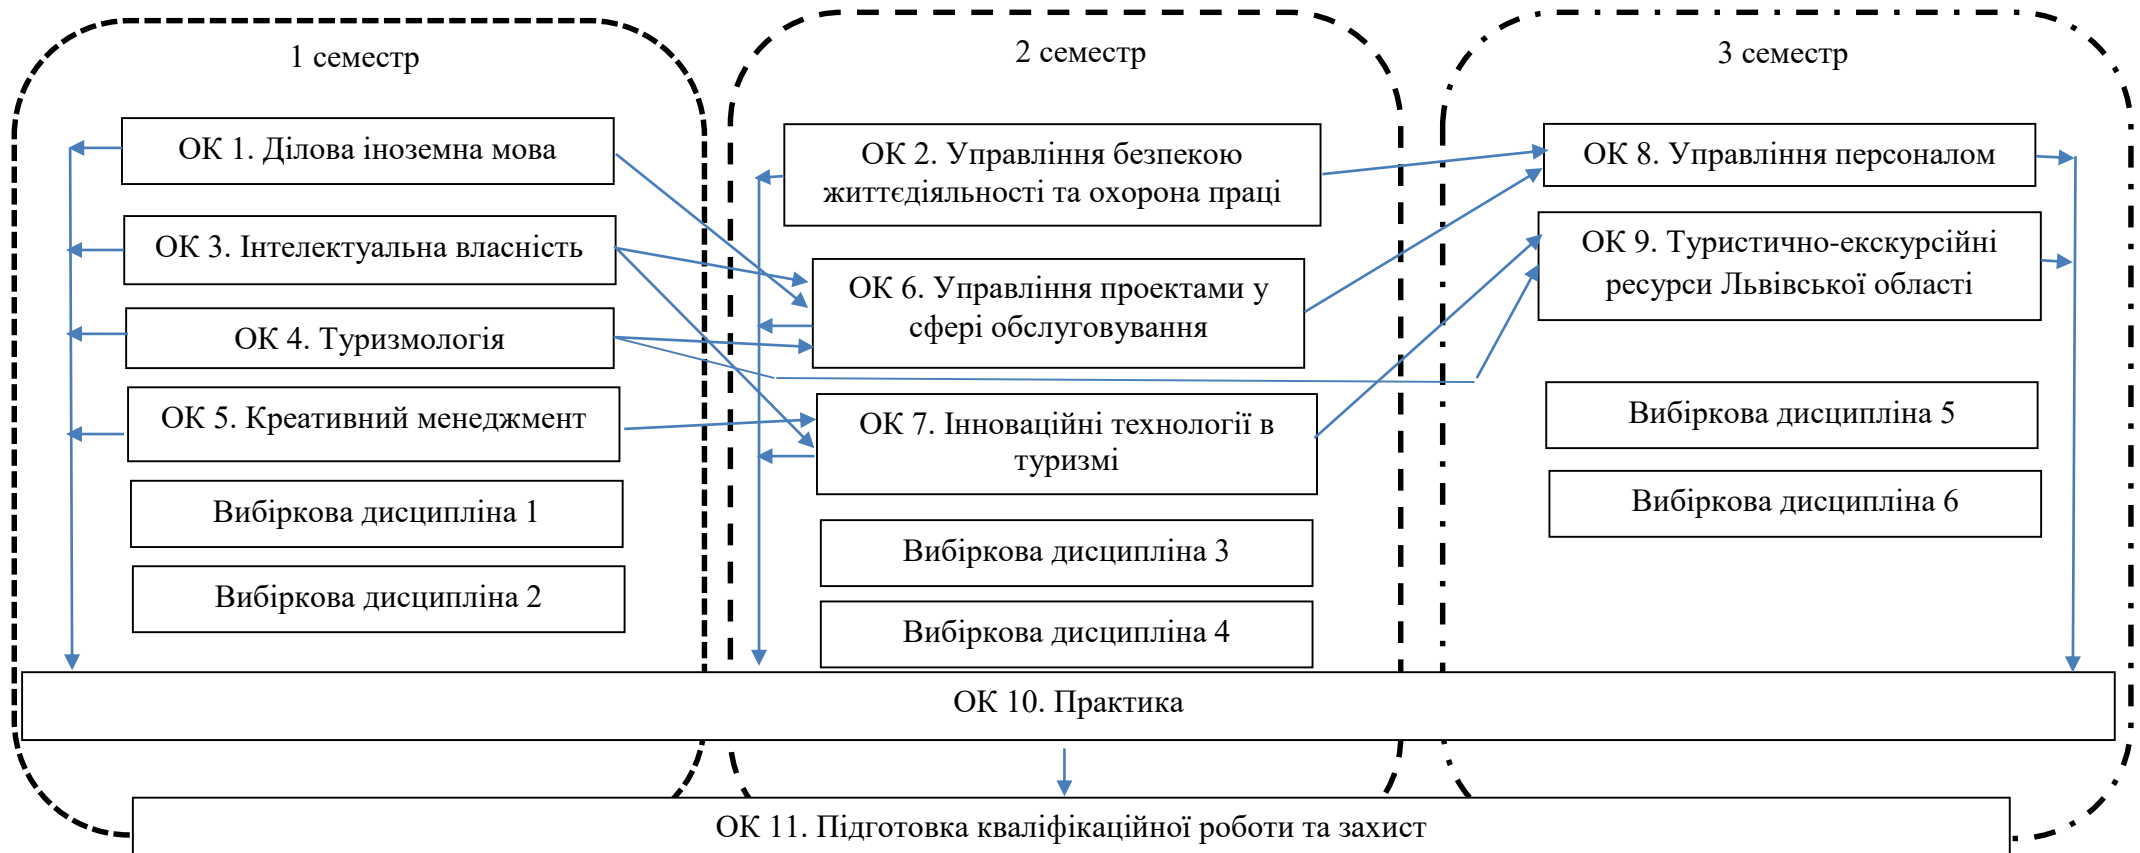 1 семестр
ОК 1. Ділова іноземна мова
ОК 3. Інтелектуальна власність
ОК 4. Туризмологія
ОК 5. Креативний менеджмент
Вибіркова дисципліна 1
Вибіркова дисципліна 2
2 семестр
ОК 2. Управління безпекою
життєдіяльності та охорона праці
ОК 6. Управління проектами у
сфері обслуговування
ОК 7. Інноваційні технології в
туризмі
Вибіркова дисципліна 3
Вибіркова дисципліна 4
3 семестр
ОК 8. Управління персоналом
ОК 9. Туристично-екскурсійні
ресурси Львівської області
Вибіркова дисципліна 5
Вибіркова дисципліна 6
ОК 10. Практика
ОК 11. Підготовка кваліфікаційної роботи та захист